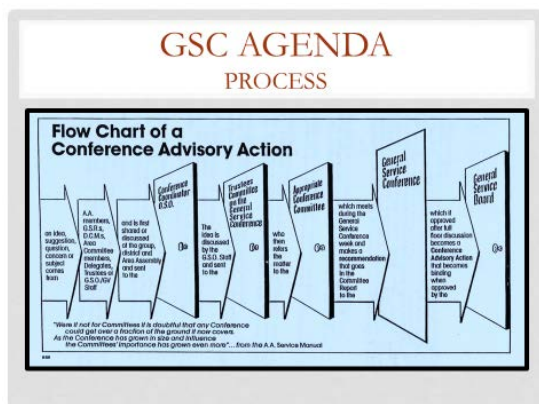 GSC AGENDA
PROCESS
Flow Chart of a
Conference Advisory Action
an idea,
suggestion,
question,
concern or
subject
comes
from
A.A.
members,
G.S.R.s,
D.C.M.s,
Area
Committee
members,
Delegates,
Trustees or
G.S.O./GV
Staff
and is first
shared or
discussed
at the group,
district and
Area Assembly
and sent
to the
Conference
Coordinator
G.S.O.
The
idea is
discussed
by the
G.S.O. Staff
and sent
to the
Trustees
Committee
on the
General
Service
Conference
who
then
refers
the
matter to
the
Appropriate
Conference
Committee
which meets
during the
General
Service
Conference
week and
makes a
recommendation
that goes
in the
Committee
Report
to the
General
Service
Conference
which if
approved
after full
floor discussion
becomes a
Conference
Advisory Action
that becomes
binding
when
approved
by the
General
Service
Board
"Were it not for Committees it is doubtful that any Conference
could get over a fraction of the ground it now covers.
As the Conference has grown in size and influence
the Committees' importance has grown even more"...from the A.A. Service Manual